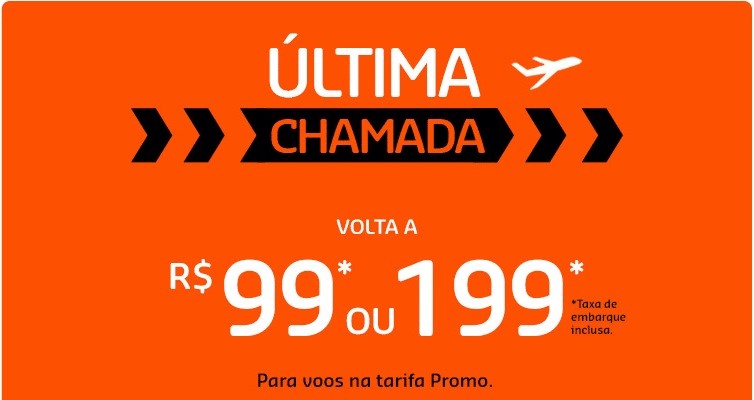 ÚLTIMA
CHAMADA
VOLTA A
R$ 99* OU 199*
*Taxa de
embarque
inclusa.
Para voos na tarifa Promo.